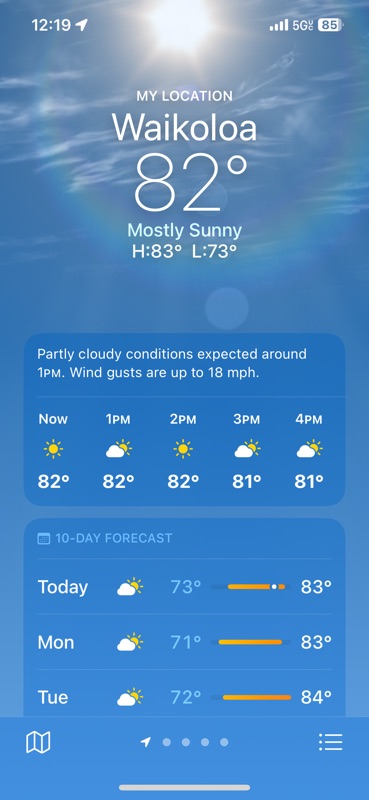 12:19 5GUC 85
MY LOCATION
Waikoloa
82°
Mostly Sunny
H:83° L:73°
Partly cloudy conditions expected around
1PM. Wind gusts are up to 18 mph.
Now 1PM 2PM 3PM 4PM
82° 82° 82° 81° 81°
10-DAY FORECAST
Today 73° 83°
Mon 71° 83°
Tue 72° 84°